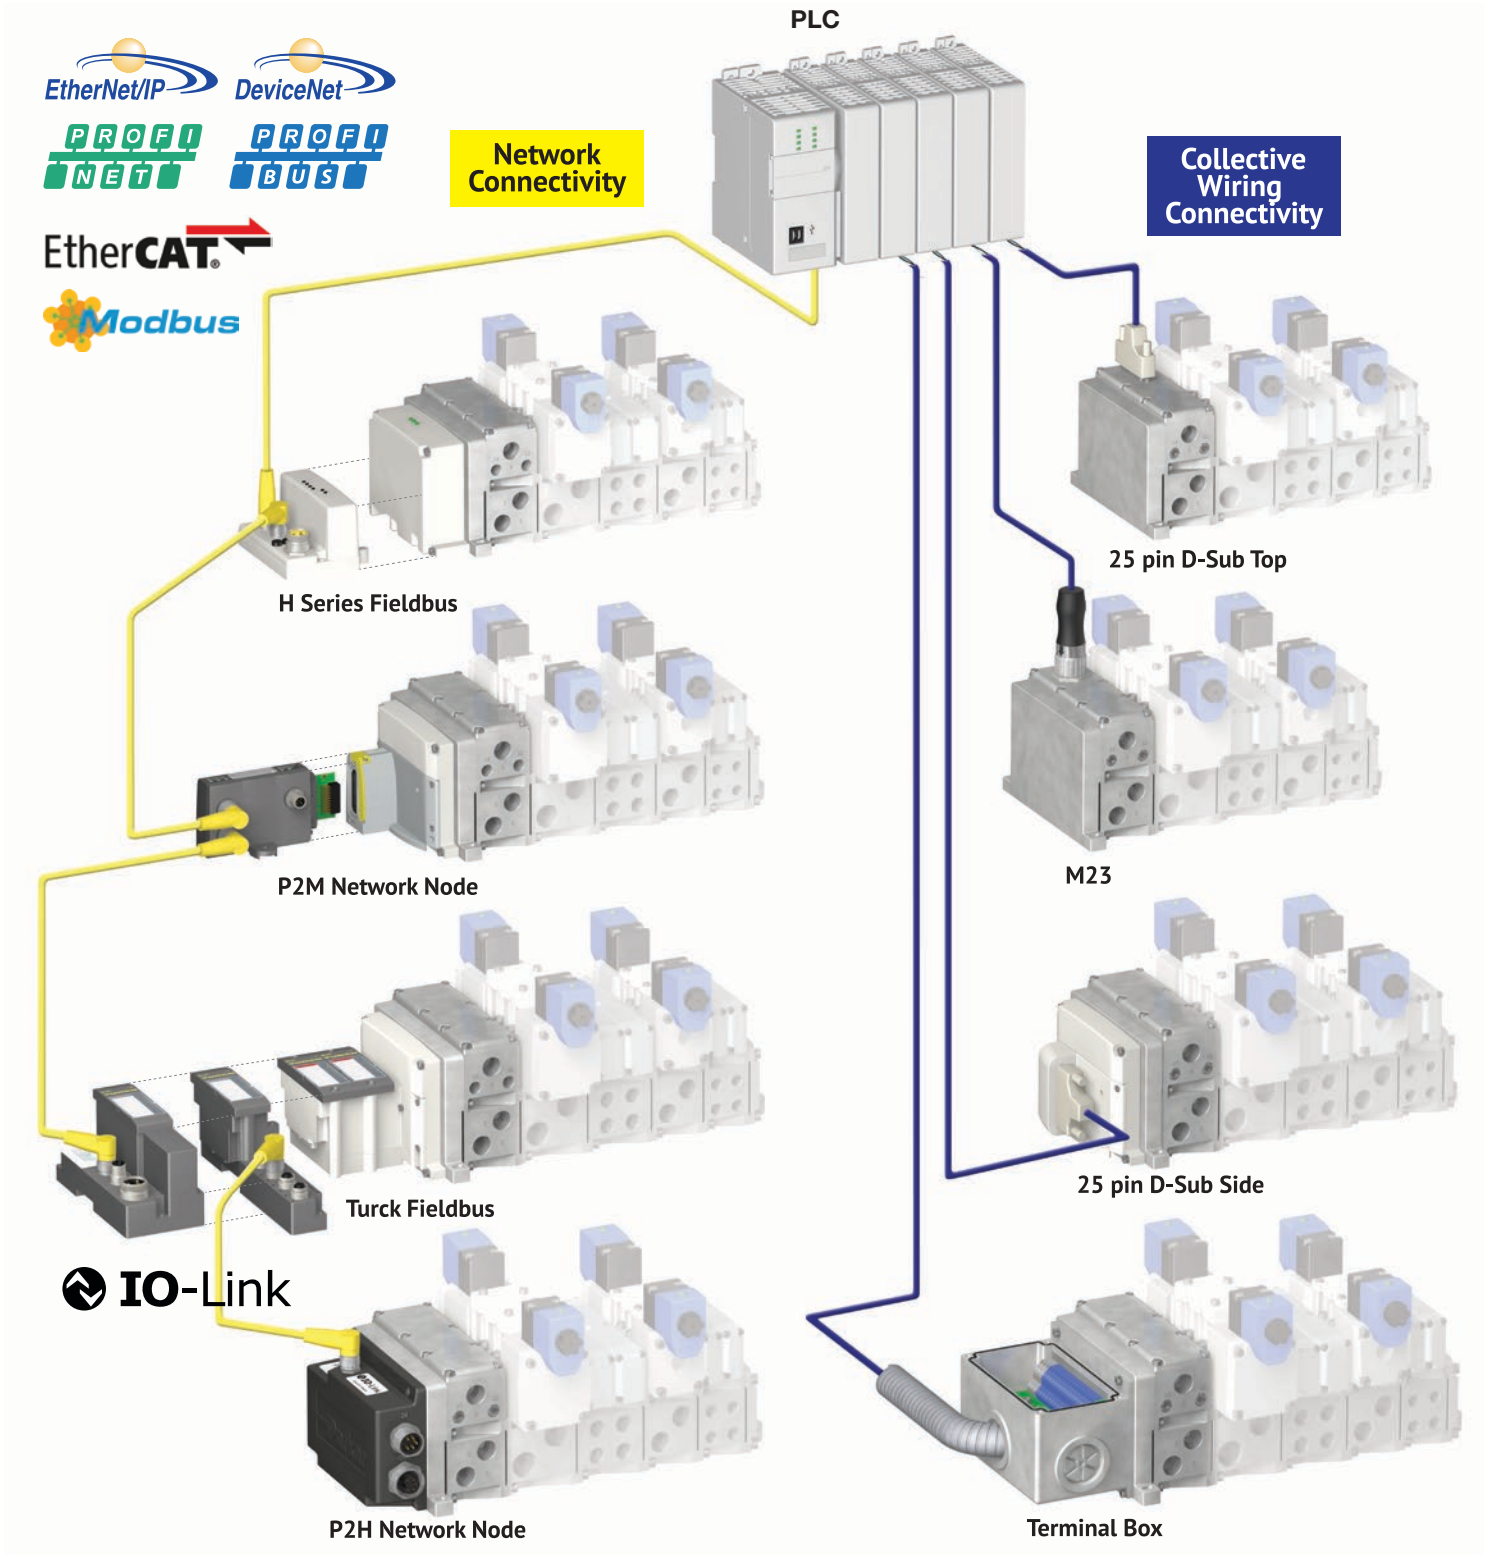 PLC
EtherNet/IP
DeviceNet
PROFI
NET
PROFI
BUS
Network
Connectivity
Collective
Wiring
Connectivity
EtherCAT®
Modbus
25 pin D-Sub Top
H Series Fieldbus
M23
P2M Network Node
25 pin D-Sub Side
Turck Fieldbus
IO-Link
IO-Link
P2H Network Node
Terminal Box